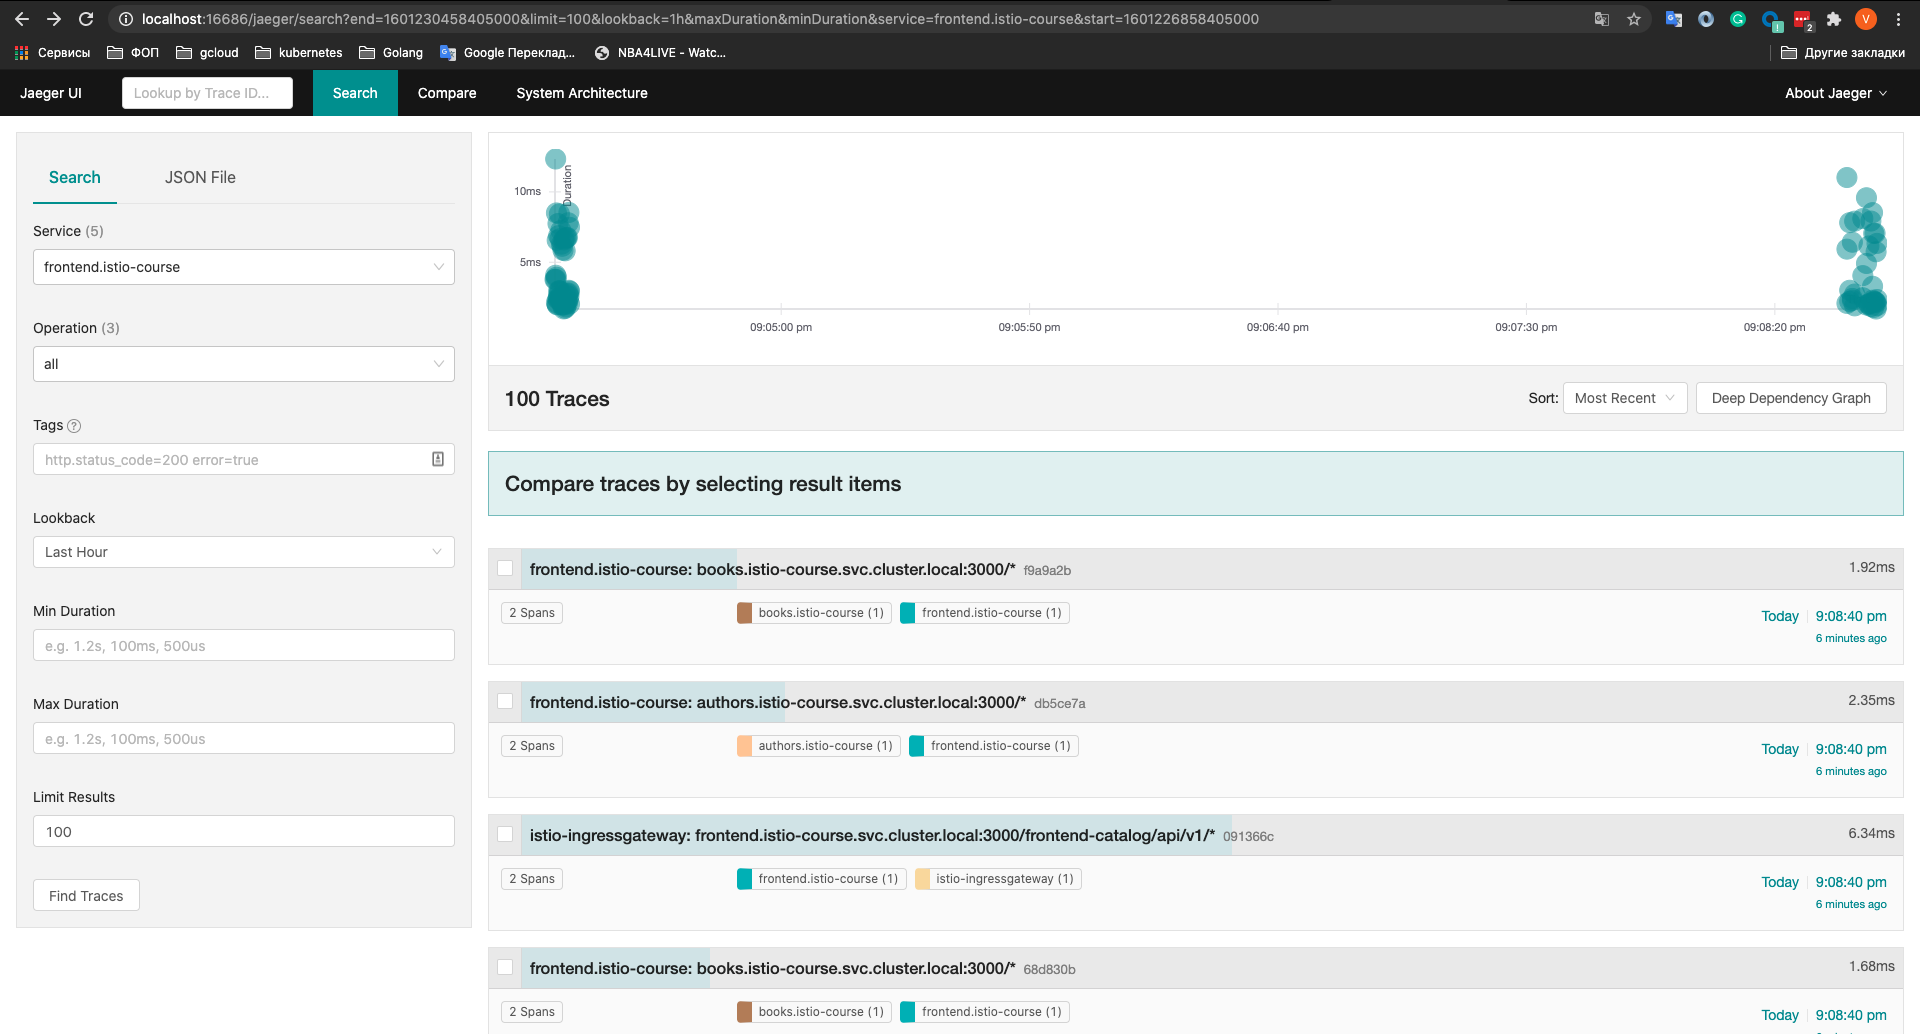 localhost:16686/jaeger/search?end=1601230458405000&limit=100&lookback=1h&maxDuration&minDuration&service=frontend.istio-course&start=1601226858405000
2
V
Сервисы ФОП gcloud kubernetes Golang Google Переклад... NBA4LIVE - Watc... Другие закладки
Jaeger UI Lookup by Trace ID... Search Compare System Architecture About Jaeger
Search JSON File
Service (5)
frontend.istio-course
Operation (3)
all
Tags ?
http.status_code=200 error=true
Lookback
Last Hour
Min Duration
e.g. 1.2s, 100ms, 500us
Max Duration
e.g. 1.2s, 100ms, 500us
Limit Results
100
Find Traces
Duration
10ms
5ms
09:05:00 pm 09:05:50 pm 09:06:40 pm 09:07:30 pm 09:08:20 pm
100 Traces Sort: Most Recent Deep Dependency Graph
Compare traces by selecting result items
frontend.istio-course: books.istio-course.svc.cluster.local:3000/* f9a9a2b 1.92ms
2 Spans books.istio-course (1) frontend.istio-course (1) Today 9:08:40 pm
6 minutes ago
frontend.istio-course: authors.istio-course.svc.cluster.local:3000/* db5ce7a 2.35ms
2 Spans authors.istio-course (1) frontend.istio-course (1) Today 9:08:40 pm
6 minutes ago
istio-ingressgateway: frontend.istio-course.svc.cluster.local:3000/frontend-catalog/api/v1/* 091366c 6.34ms
2 Spans frontend.istio-course (1) istio-ingressgateway (1) Today 9:08:40 pm
6 minutes ago
frontend.istio-course: books.istio-course.svc.cluster.local:3000/* 68d830b 1.68ms
2 Spans books.istio-course (1) frontend.istio-course (1) Today 9:08:40 pm